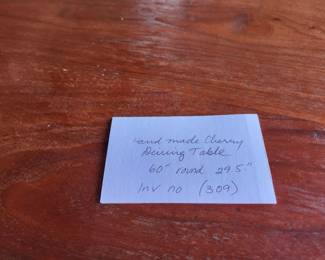 Hand made Cherry
Dining Table
60" round 29.5"
Inv no (309)